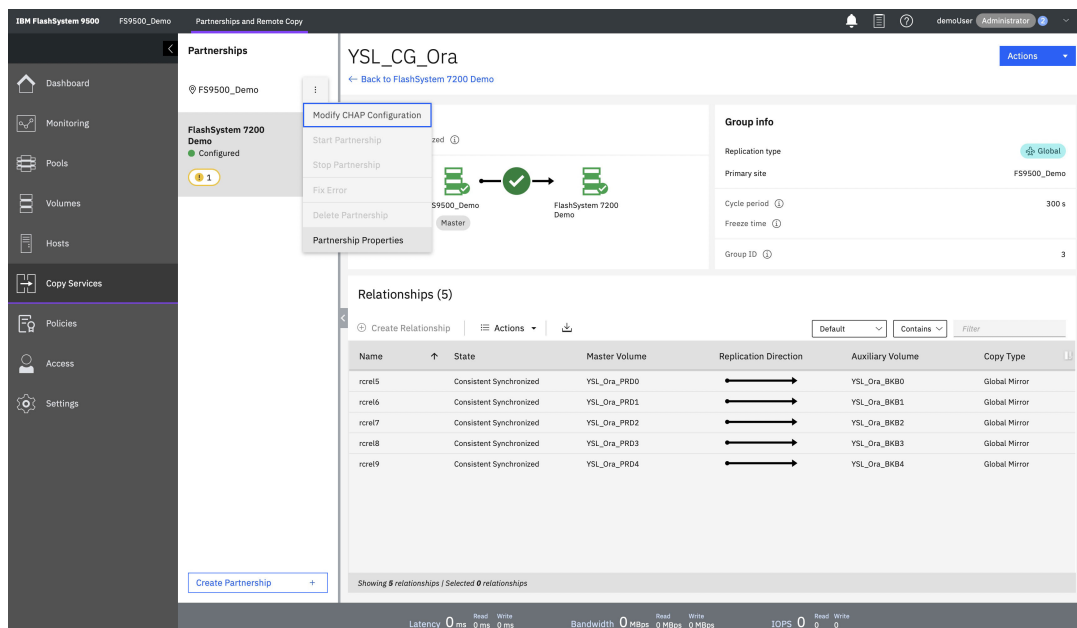 IBM FlashSystem 9500 FS9500_Demo Partnerships and Remote Copy demoUser Administrator 2
Dashboard
Monitoring
Pools
Volumes
Hosts
Copy Services
Policies
Access
Settings
Partnerships
FS9500_Demo
FlashSystem 7200
Demo
Configured
1
Create Partnership +
Modify CHAP Configuration
Start Partnership
Stop Partnership
Fix Error
Delete Partnership
Partnership Properties
YSL_CG_Ora
← Back to FlashSystem 7200 Demo
Actions
zed
S9500_Demo
Master
FlashSystem 7200
Demo
Group info
Replication type Global
Primary site FS9500_Demo
Cycle period 300 s
Freeze time
Group ID 3
Relationships (5)
Create Relationship Actions Default Contains Filter
Name State Master Volume Replication Direction Auxiliary Volume Copy Type
rcrel5 Consistent Synchronized YSL_Ora_PRD0 YSL_Ora_BKB0 Global Mirror
rcrel6 Consistent Synchronized YSL_Ora_PRD1 YSL_Ora_BKB1 Global Mirror
rcrel7 Consistent Synchronized YSL_Ora_PRD2 YSL_Ora_BKB2 Global Mirror
rcrel8 Consistent Synchronized YSL_Ora_PRD3 YSL_Ora_BKB3 Global Mirror
rcrel9 Consistent Synchronized YSL_Ora_PRD4 YSL_Ora_BKB4 Global Mirror
Showing 5 relationships | Selected 0 relationships
Latency 0 ms Read 0 ms Write 0 ms Bandwidth 0 MBps Read 0 MBps Write 0 MBps IOPS 0 Read 0 Write 0